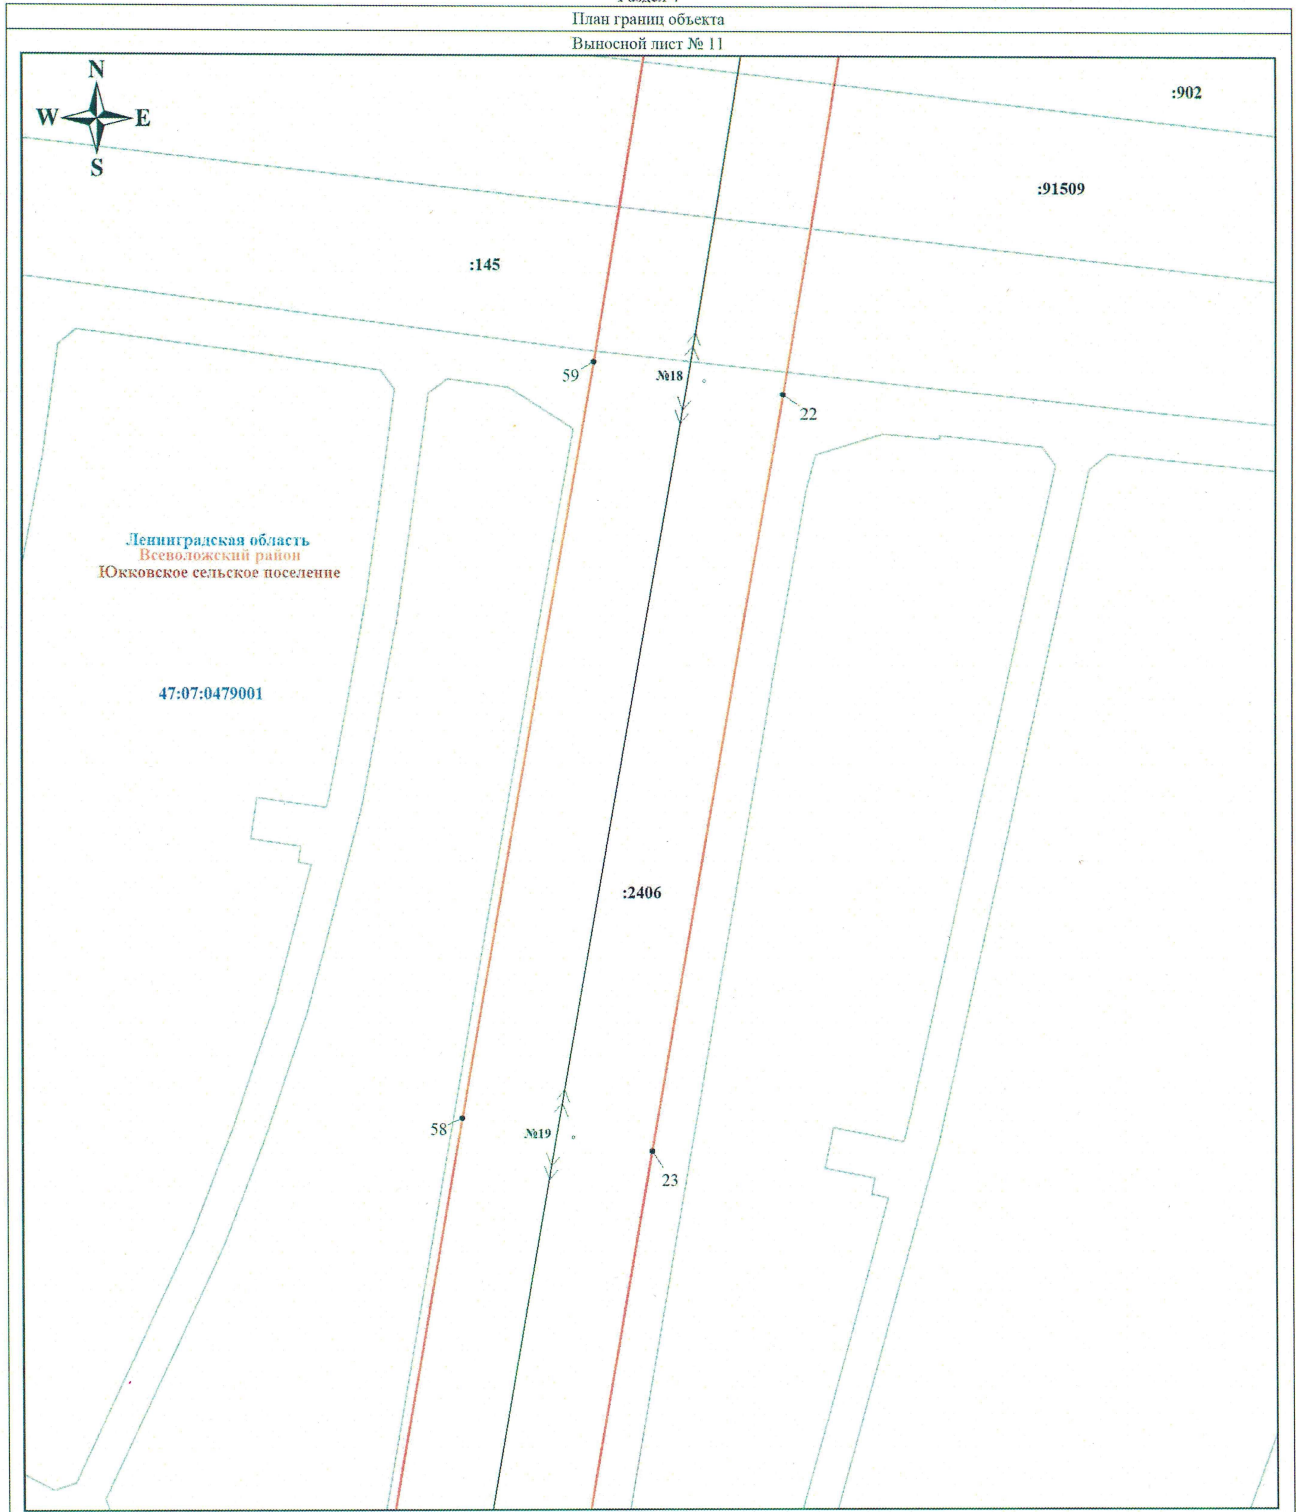 План границ объекта
Выносной лист № 11
N
W E
S
:902
:91509
:145
59
№18
22
Ленинградская область
Всеволожский район
Юкковское сельское поселение
47:07:0479001
:2406
58
№19
23